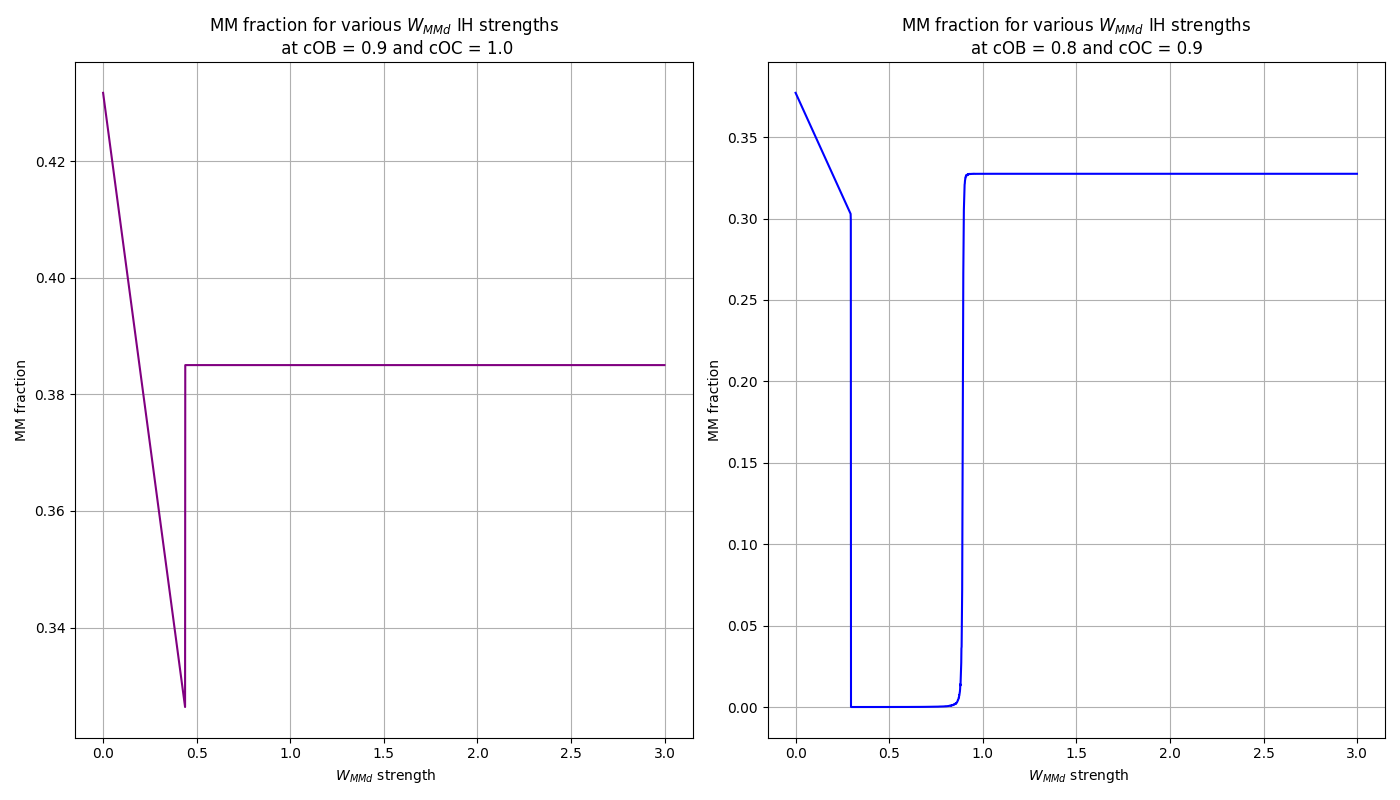 MM fraction for various W_MMd IH strengths
at cOB = 0.9 and cOC = 1.0
MM fraction
0.42
0.40
0.38
0.36
0.34
0.0 0.5 1.0 1.5 2.0 2.5 3.0
W_MMd strength
MM fraction for various W_MMd IH strengths
at cOB = 0.8 and cOC = 0.9
MM fraction
0.35
0.30
0.25
0.20
0.15
0.10
0.05
0.00
0.0 0.5 1.0 1.5 2.0 2.5 3.0
W_MMd strength